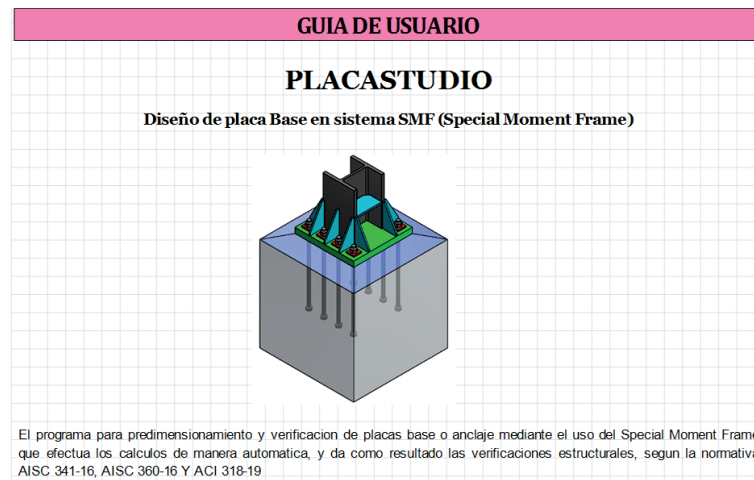 GUIA DE USUARIO
PLACASTUDIO
Diseño de placa Base en sistema SMF (Special Moment Frame)
El programa para predimensionamiento y verificacion de placas base o anclaje mediante el uso del Special Moment Frame
que efectua los calculos de manera automatica, y da como resultado las verificaciones estructurales, segun la normativa
AISC 341-16, AISC 360-16 Y ACI 318-19